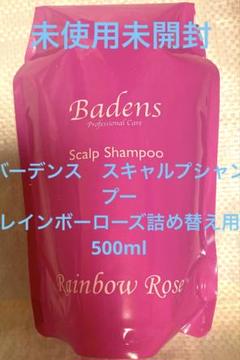 未使用未開封
Badens
Professional Care
Scalp Shampoo
バーデンス　スキャルプシャン
プー
レインボーローズ詰め替え用
500ml
Rainbow Rose